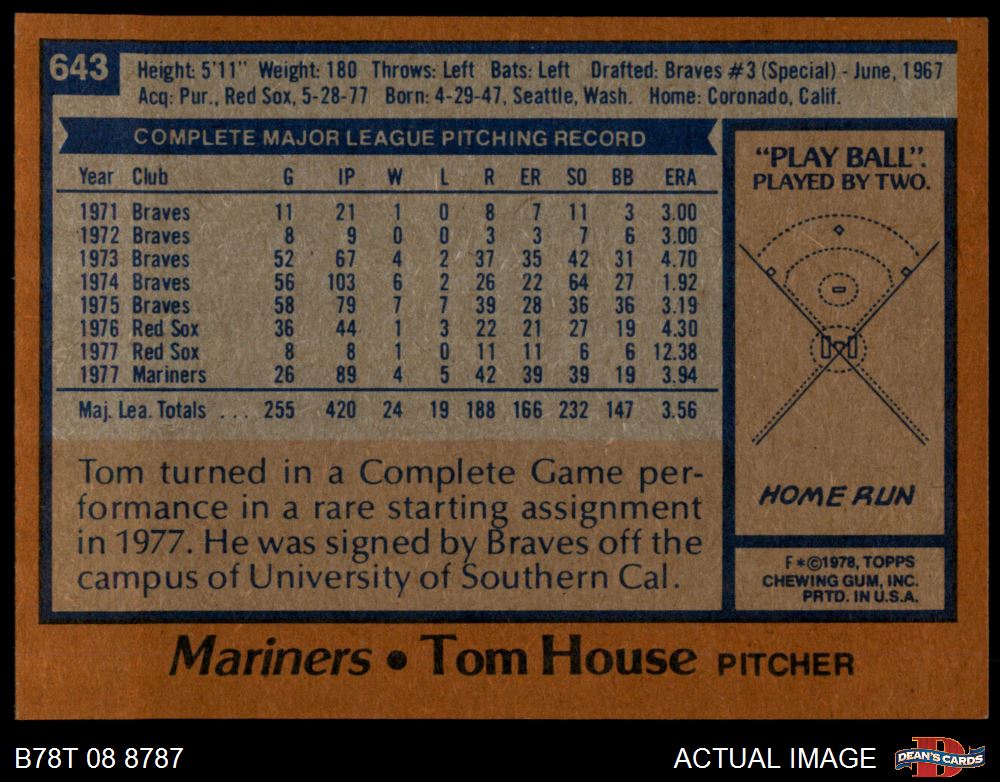 643
Height: 5'11" Weight: 180 Throws: Left Bats: Left Drafted: Braves #3 (Special) - June, 1967
Acq: Pur., Red Sox, 5-28-77 Born: 4-29-47, Seattle, Wash. Home: Coronado, Calif.
COMPLETE MAJOR LEAGUE PITCHING RECORD
Year Club G IP W L R ER SO BB ERA
1971 Braves 11 21 1 0 8 7 11 3 3.00
1972 Braves 8 9 0 0 3 3 7 6 3.00
1973 Braves 52 67 4 2 37 35 42 31 4.70
1974 Braves 56 103 6 2 26 22 64 27 1.92
1975 Braves 58 79 7 7 39 28 36 36 3.19
1976 Red Sox 36 44 1 3 22 21 27 19 4.30
1977 Red Sox 8 8 1 0 11 11 6 6 12.38
1977 Mariners 26 89 4 5 42 39 39 19 3.94
Maj. Lea. Totals ... 255 420 24 19 188 166 232 147 3.56
Tom turned in a Complete Game per-
formance in a rare starting assignment
in 1977. He was signed by Braves off the
campus of University of Southern Cal.
"PLAY BALL".
PLAYED BY TWO.
HOME RUN
F*©1978, TOPPS
CHEWING GUM, INC.
PRTD. IN U.S.A.
Mariners • Tom House PITCHER
B78T 08 8787
ACTUAL IMAGE
D
DEAN'S CARDS